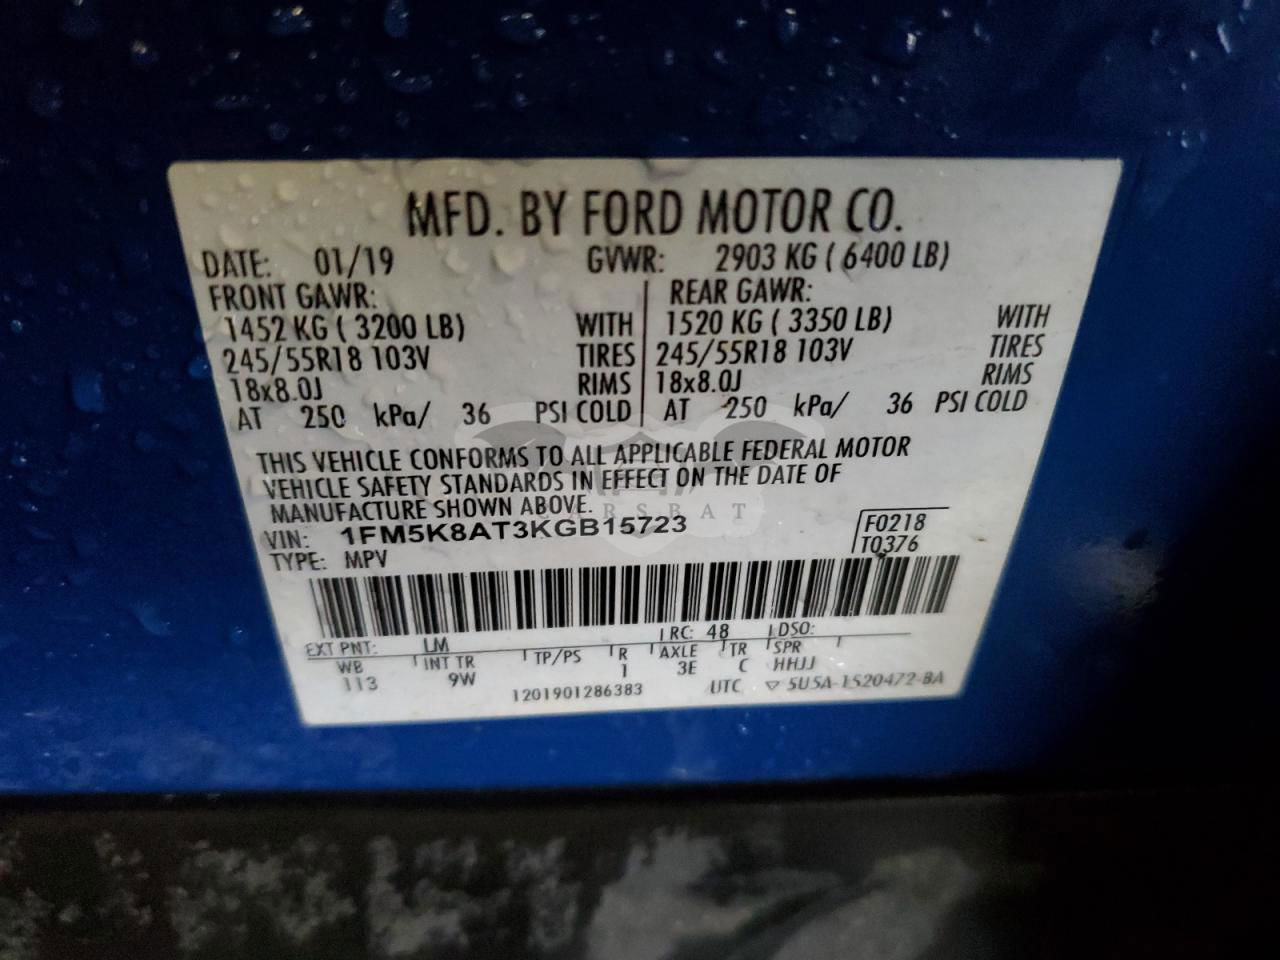 MFD. BY FORD MOTOR CO.
DATE: 01/19 GVWR: 2903 KG ( 6400 LB)
FRONT GAWR: REAR GAWR:
1452 KG ( 3200 LB) WITH 1520 KG ( 3350 LB) WITH
245/55R18 103V TIRES 245/55R18 103V TIRES
18x8.0J RIMS 18x8.0J RIMS
AT 250 kPa/ 36 PSI COLD AT 250 kPa/ 36 PSI COLD
THIS VEHICLE CONFORMS TO ALL APPLICABLE FEDERAL MOTOR
VEHICLE SAFETY STANDARDS IN EFFECT ON THE DATE OF
MANUFACTURE SHOWN ABOVE.
CARSBAT
VIN: 1FM5K8AT3KGB15723 F0218
TYPE: MPV T0376
EXT PNT: LM RC: 48 DSO:
WB INT TR TP/PS R AXLE TR SPR
113 9W 1 3E C HHJJ
1201901286383 UTC ▽ 5U5A-1520472-BA